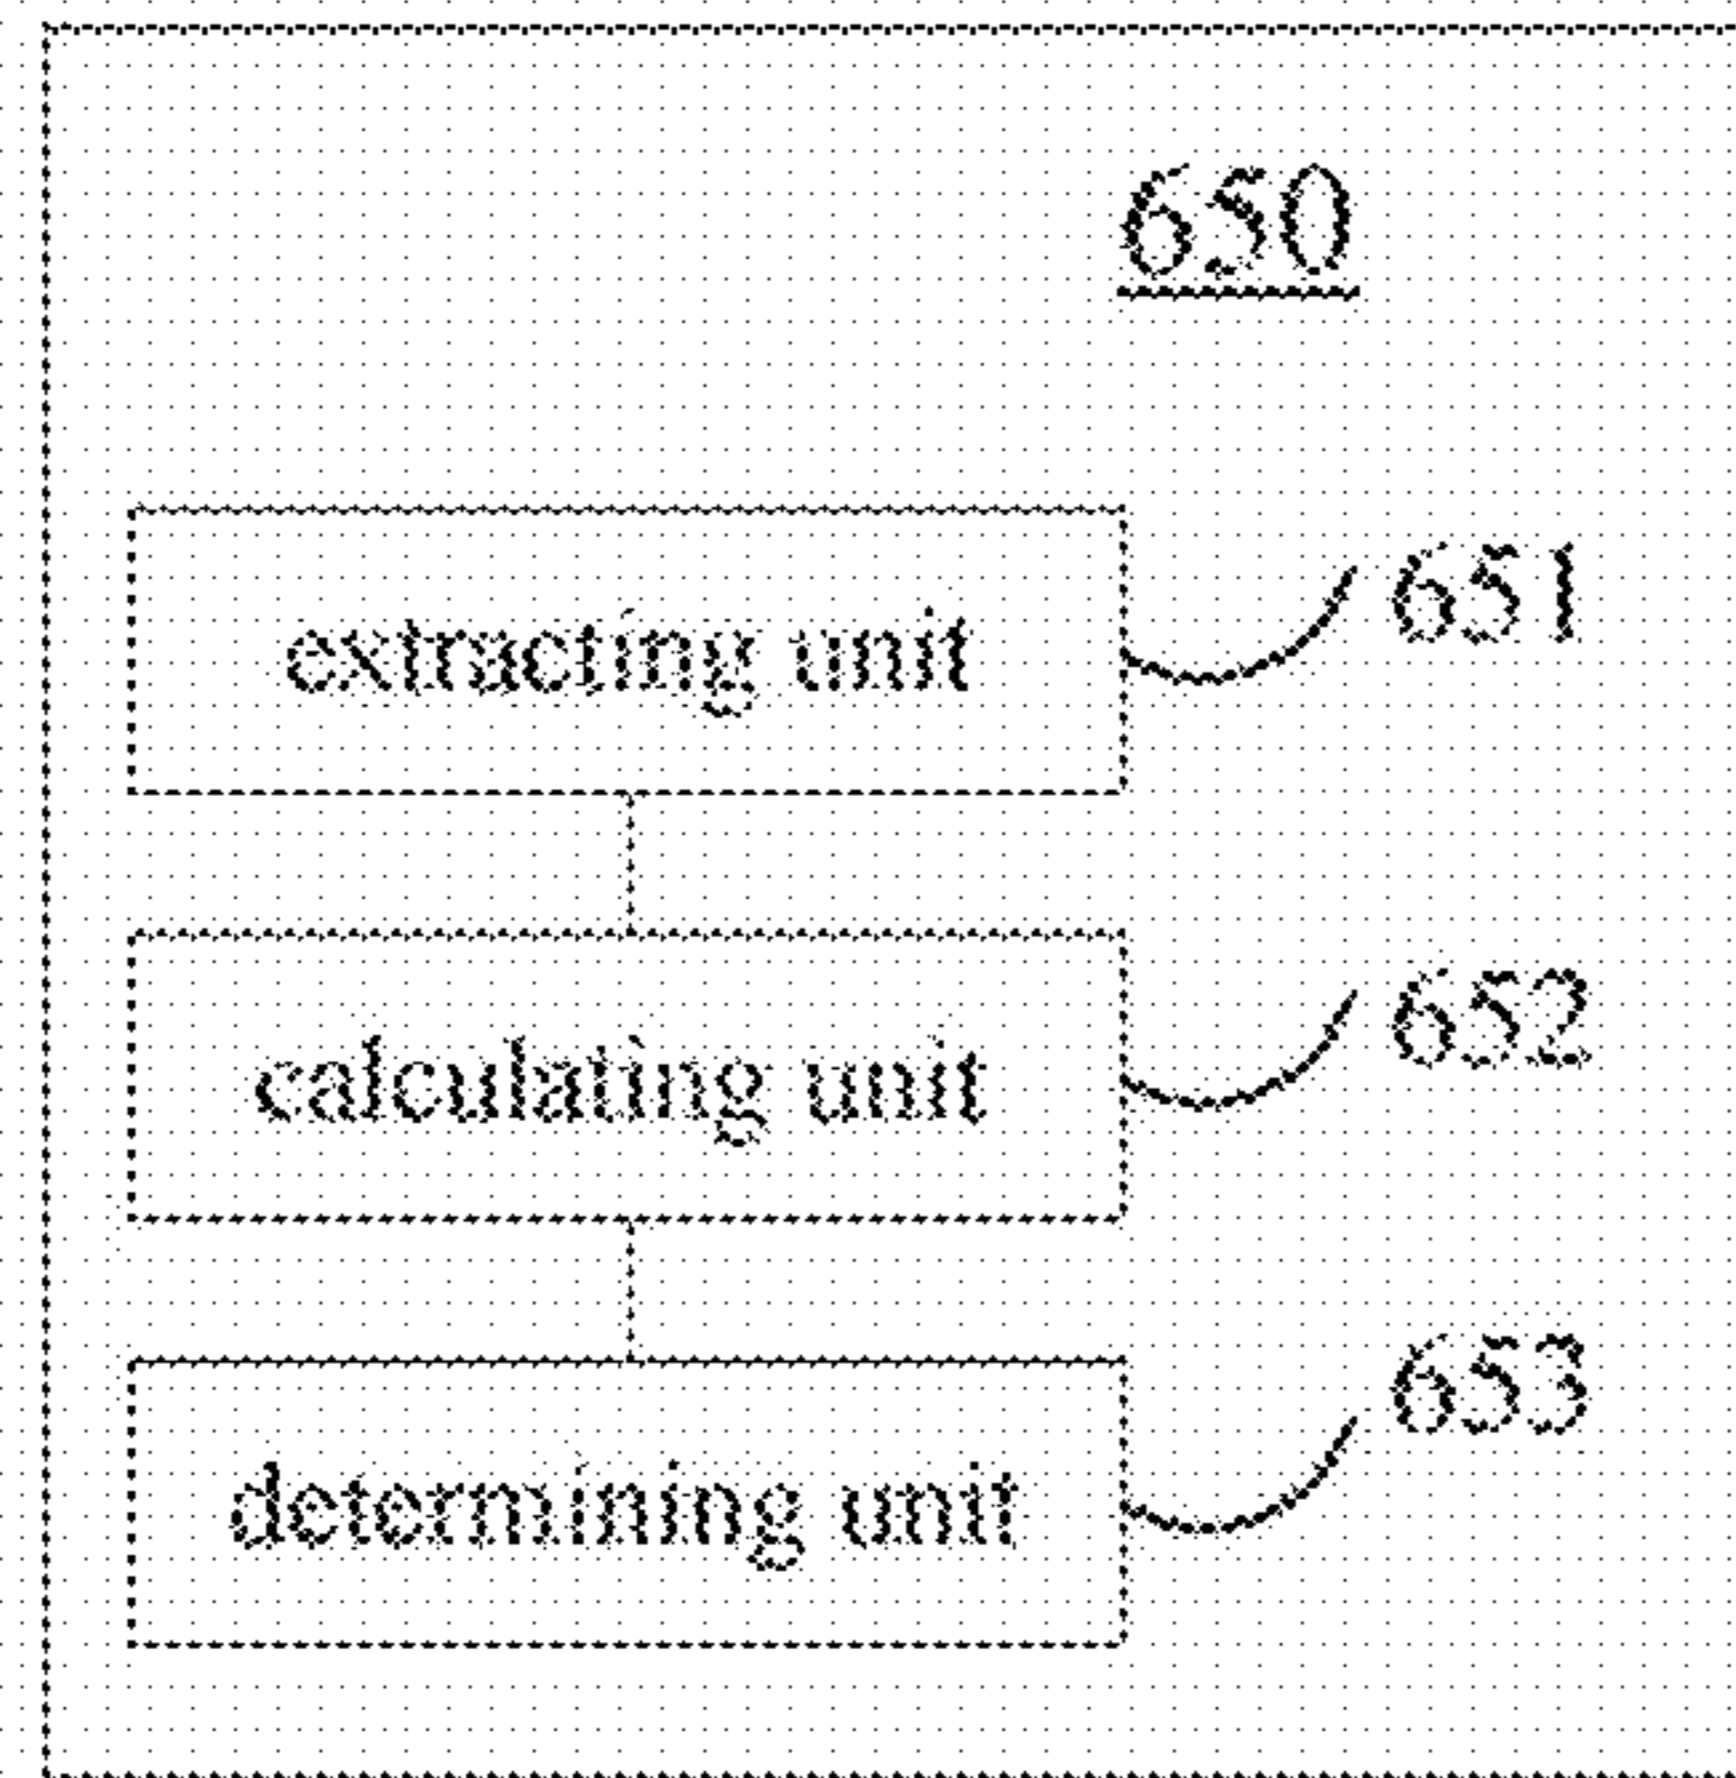 650
extracting unit 651
calculating unit 652
determining unit 653